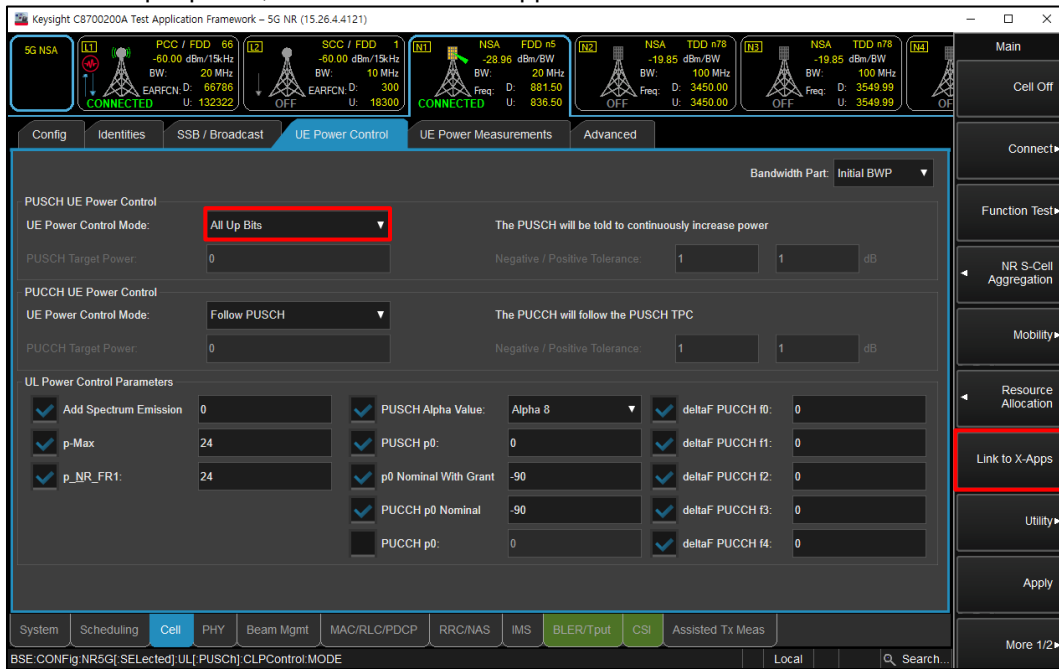 Keysight C8700200A Test Application Framework – 5G NR (15.26.4.4121)
5G NSA
L1
PCC / FDD 66
-60.00 dBm/15kHz
BW: 20 MHz
EARFCN: D: 66786
U: 132322
CONNECTED
L2
SCC / FDD 1
-60.00 dBm/15kHz
BW: 10 MHz
EARFCN: D: 300
U: 18300
OFF
N1
NSA FDD n5
-28.96 dBm/BW
BW: 20 MHz
Freq: D: 881.50
U: 836.50
CONNECTED
N2
NSA TDD n78
-19.85 dBm/BW
BW: 100 MHz
Freq: D: 3450.00
U: 3450.00
OFF
N3
NSA TDD n78
-19.85 dBm/BW
BW: 100 MHz
Freq: D: 3549.99
U: 3549.99
OFF
N4
Config Identities SSB / Broadcast UE Power Control UE Power Measurements Advanced
Bandwidth Part: Initial BWP
PUSCH UE Power Control
UE Power Control Mode: All Up Bits The PUSCH will be told to continuously increase power
PUSCH Target Power: 0 Negative / Positive Tolerance: 1 1 dB
PUCCH UE Power Control
UE Power Control Mode: Follow PUSCH The PUCCH will follow the PUSCH TPC
PUCCH Target Power: 0 Negative / Positive Tolerance: 1 1 dB
UL Power Control Parameters
Add Spectrum Emission 0 PUSCH Alpha Value: Alpha 8 deltaF PUCCH f0: 0
p-Max 24 PUSCH p0: 0 deltaF PUCCH f1: 0
p_NR_FR1: 24 p0 Nominal With Grant -90 deltaF PUCCH f2: 0
PUCCH p0 Nominal -90 deltaF PUCCH f3: 0
PUCCH p0: 0 deltaF PUCCH f4: 0
System Scheduling Cell PHY Beam Mgmt MAC/RLC/PDCP RRC/NAS IMS BLER/Tput CSI Assisted Tx Meas
BSE:CONFig:NR5G[:SELected]:UL[:PUSCh]:CLPControl:MODE Local Search...
Main
Cell Off
Connect
Function Test
NR S-Cell
Aggregation
Mobility
Resource
Allocation
Link to X-Apps
Utility
Apply
More 1/2